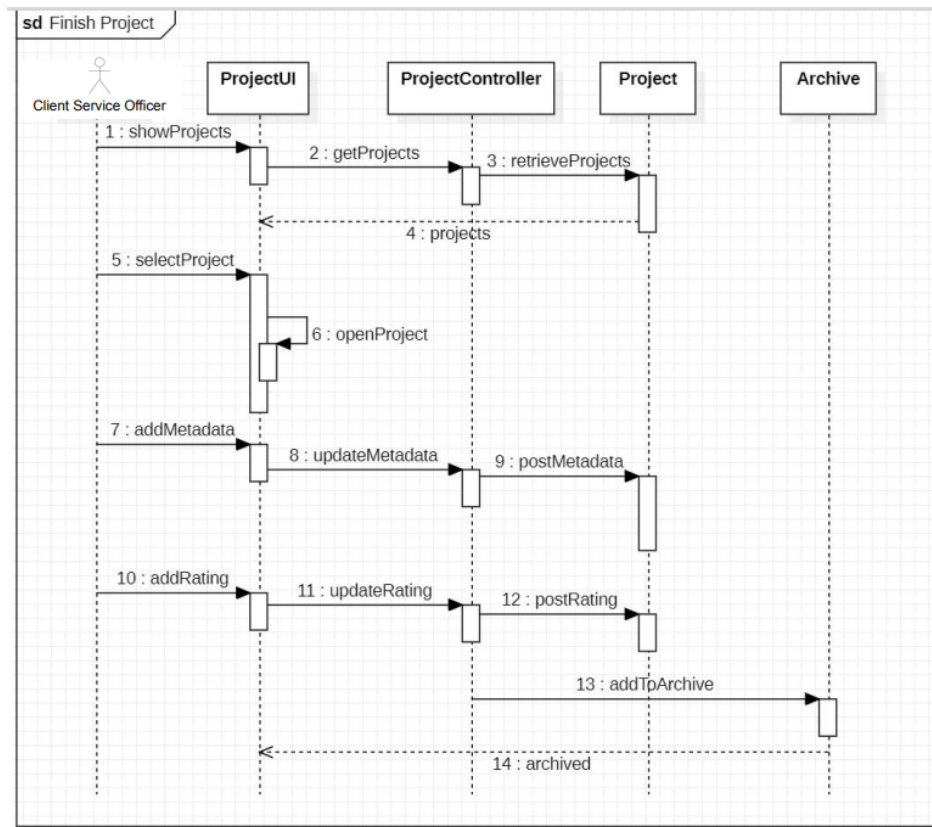 sd Finish Project
Client Service Officer
ProjectUI
ProjectController
Project
Archive
1 : showProjects
2 : getProjects
3 : retrieveProjects
4 : projects
5 : selectProject
6 : openProject
7 : addMetadata
8 : updateMetadata
9 : postMetadata
10 : addRating
11 : updateRating
12 : postRating
13 : addToArchive
14 : archived